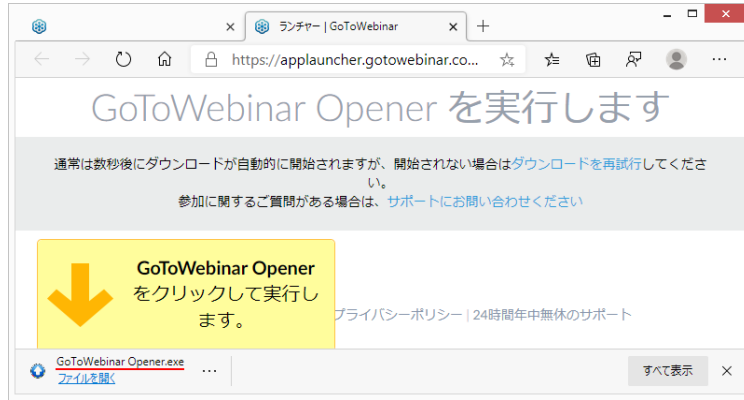 ランチャー | GoToWebinar
https://applauncher.gotowebinar.co...
GoToWebinar Opener を実行します
通常は数秒後にダウンロードが自動的に開始されますが、開始されない場合はダウンロードを再試行してくださ
い。
参加に関するご質問がある場合は、サポートにお問い合わせください
GoToWebinar Opener
をクリックして実行し
ます。
プライバシーポリシー | 24時間年中無休のサポート
GoToWebinar Opener.exe
ファイルを開く
すべて表示